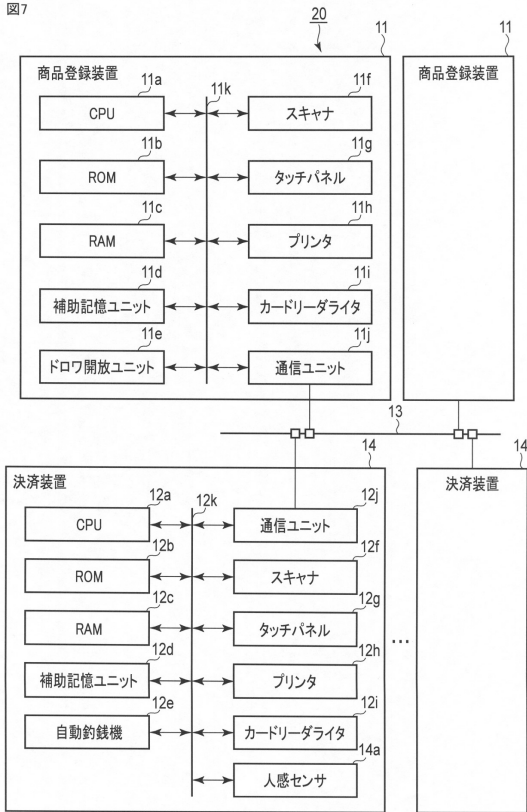 図7
20
11
11
商品登録装置
商品登録装置
11a
11k
11f
CPU
スキャナ
11b
11g
ROM
タッチパネル
11c
11h
RAM
プリンタ
11d
11i
補助記憶ユニット
カードリーダライタ
11e
11j
ドロワ開放ユニット
通信ユニット
13
14
14
決済装置
決済装置
12a
12k
12j
CPU
通信ユニット
12b
12f
ROM
スキャナ
12c
12g
RAM
タッチパネル
12d
12h
補助記憶ユニット
プリンタ
12e
12i
自動釣銭機
カードリーダライタ
14a
人感センサ
…